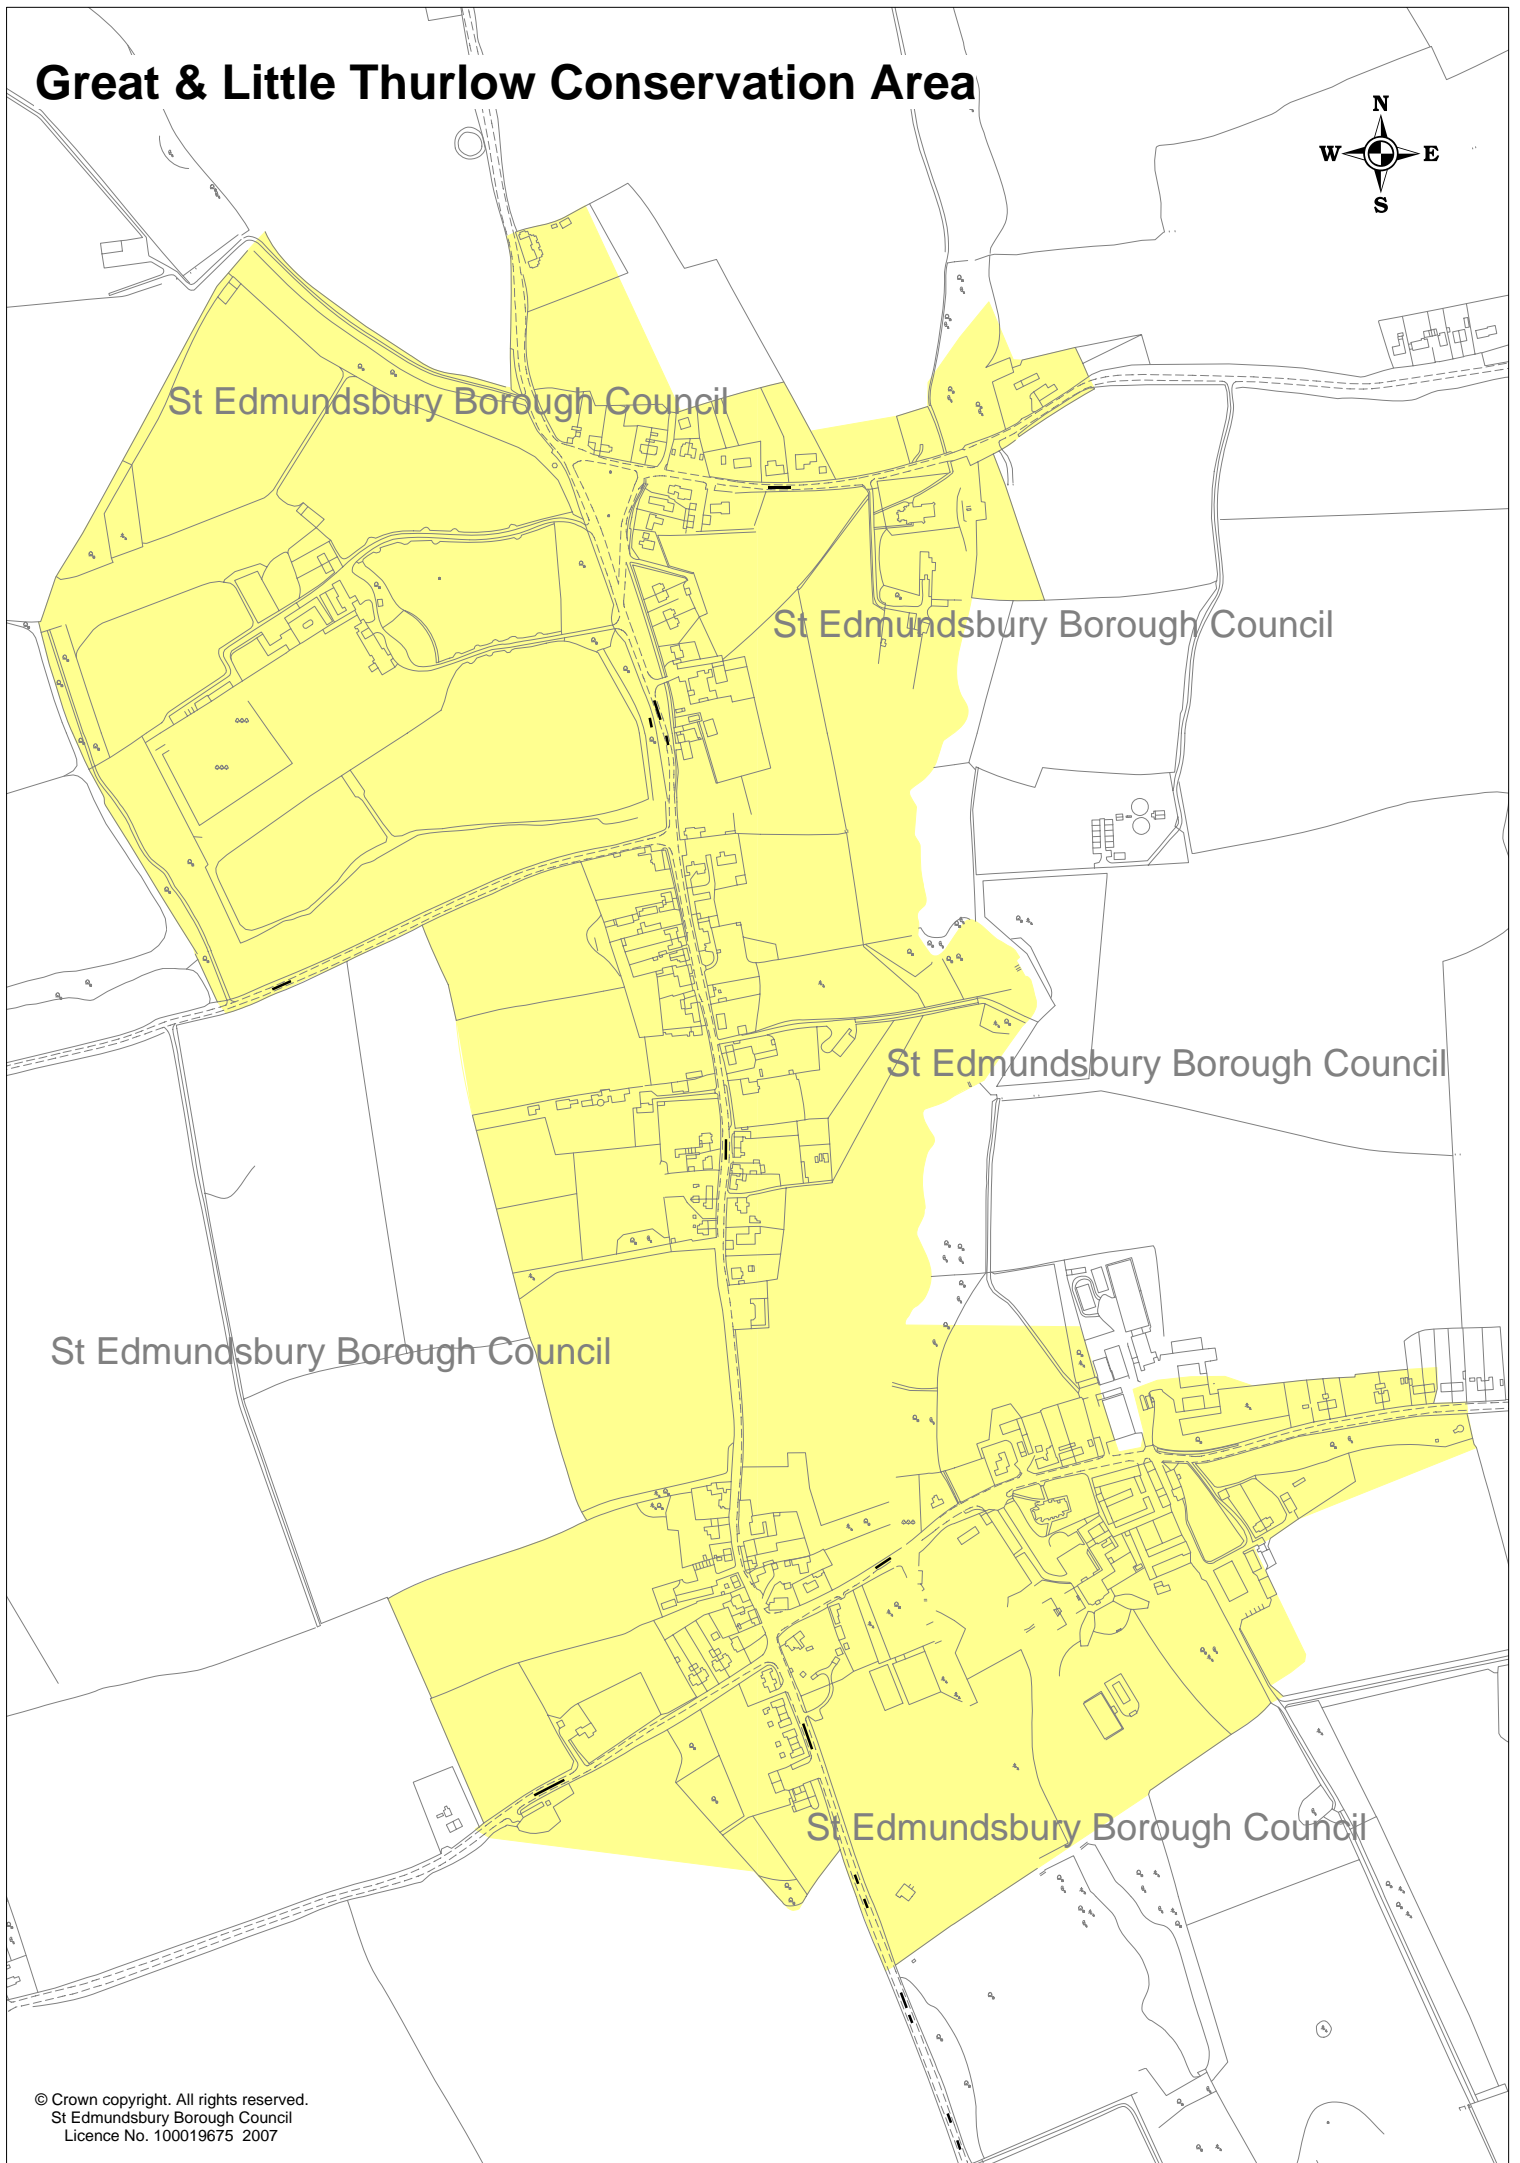 Great & Little Thurlow Conservation Area
N
W E
S
St Edmundsbury Borough Council
St Edmundsbury Borough Council
St Edmundsbury Borough Council
St Edmundsbury Borough Council
St Edmundsbury Borough Council
© Crown copyright. All rights reserved.
St Edmundsbury Borough Council
Licence No. 100019675 2007